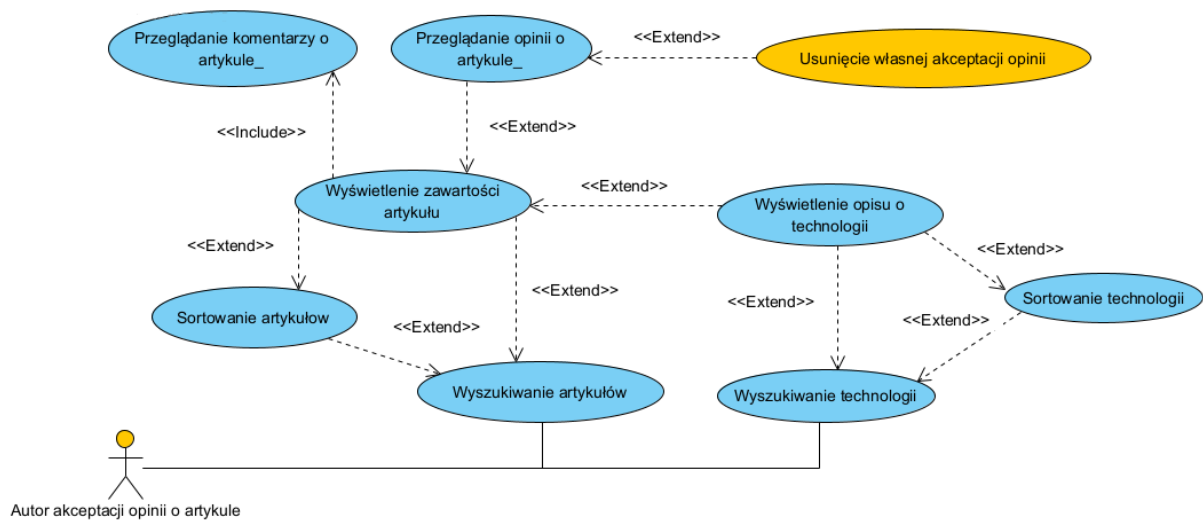 Przeglądanie komentarzy o
artykule_
Przeglądanie opinii o
artykule_
<<Extend>>
Usunięcie własnej akceptacji opinii
<<Include>>
<<Extend>>
Wyświetlenie zawartości
artykułu
<<Extend>>
Wyświetlenie opisu o
technologii
<<Extend>>
<<Extend>>
<<Extend>>
<<Extend>>
Sortowanie technologii
Sortowanie artykułow
<<Extend>>
<<Extend>>
<<Extend>>
Wyszukiwanie artykułów
Wyszukiwanie technologii
Autor akceptacji opinii o artykule